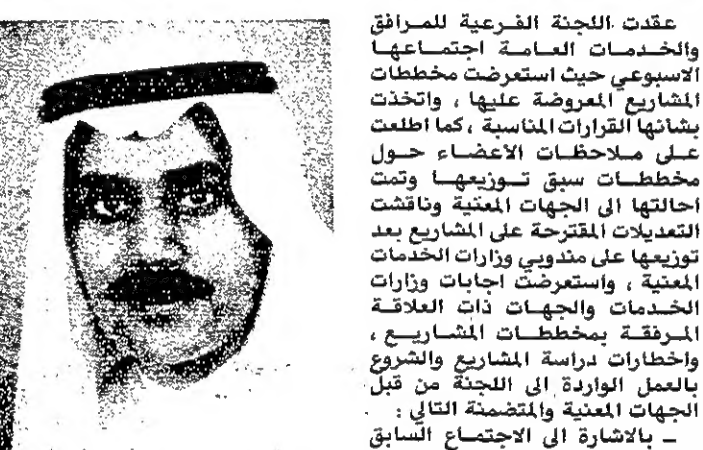 عقدت اللجنة الفرعية للمرافق
والخدمات العامة اجتماعها
الاسبوعي حيث استعرضت مخططات
المشاريع المعروضة عليها ، واتخذت
بشانها القرارات المناسبة ، كما اطلعت
على ملاحظات الاعضاء حول
مخططات سبق توزيعها وتمت
احالتها الى الجهات المعنية وناقشت
التعديلات المقترحة على المشاريع بعد
توزيعها على مندوبي وزارات الخدمات
المعنية ، واستعرضت اجابات وزارات
الخدمات والجهات ذات العلاقة
المرفقة بمخططات المشاريع ،
واخطارات دراسة المشاريع والشروع
بالعمل الواردة الى اللجنة من قبل
الجهات المعنية والمتضمنة التالي :
ـ بالاشارة الى الاجتماع السابق